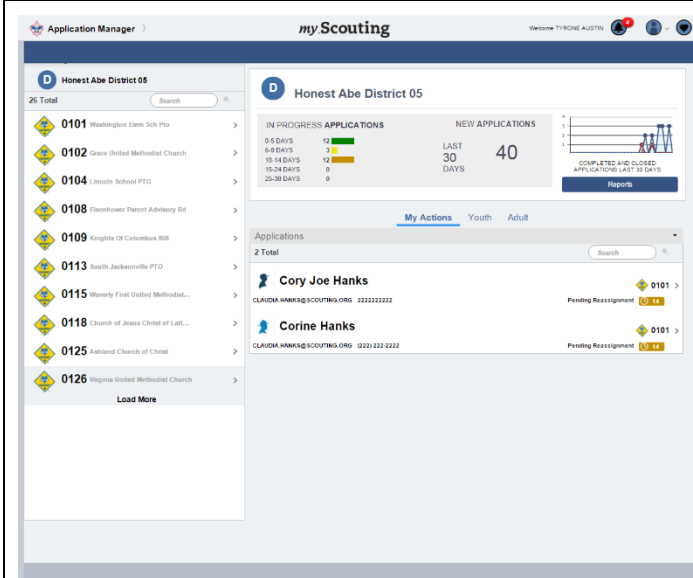 Application Manager
my.Scouting
Welcome TYRONE AUSTIN
4
D Honest Abe District 05
26 Total
Search
0101 Washington Elem Sch Pto
0102 Grace United Methodist Church
0104 Lincoln School PTO
0108 Eisenhower Parent Advisory Rd
0109 Knights Of Columbus 868
0113 South Jacksonville PTO
0115 Waverly First United Methodist...
0118 Church of Jesus Christ of Latt...
0125 Ashland Church of Christ
0126 Virginia United Methodist Church
Load More
D Honest Abe District 05
IN PROGRESS APPLICATIONS
0-5 DAYS 12
6-9 DAYS 3
10-14 DAYS 12
15-24 DAYS 0
25-30 DAYS 0
NEW APPLICATIONS
LAST 30 DAYS
40
4
3
2
1
COMPLETED AND CLOSED
APPLICATIONS LAST 30 DAYS
Reports
My Actions Youth Adult
Applications
2 Total
Search
Cory Joe Hanks
0101
CLAUDIA.HANKS@SCOUTING.ORG 2222222222
Pending Reassignment 14
Corine Hanks
0101
CLAUDIA.HANKS@SCOUTING.ORG (222) 222-2222
Pending Reassignment 14